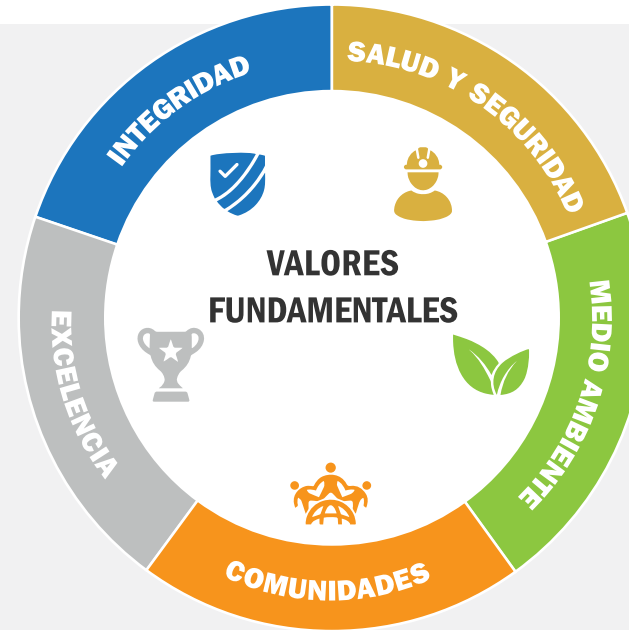 INTEGRIDAD
SALUD Y SEGURIDAD
VALORES
FUNDAMENTALES
MEDIO AMBIENTE
EXCELENCIA
COMUNIDADES